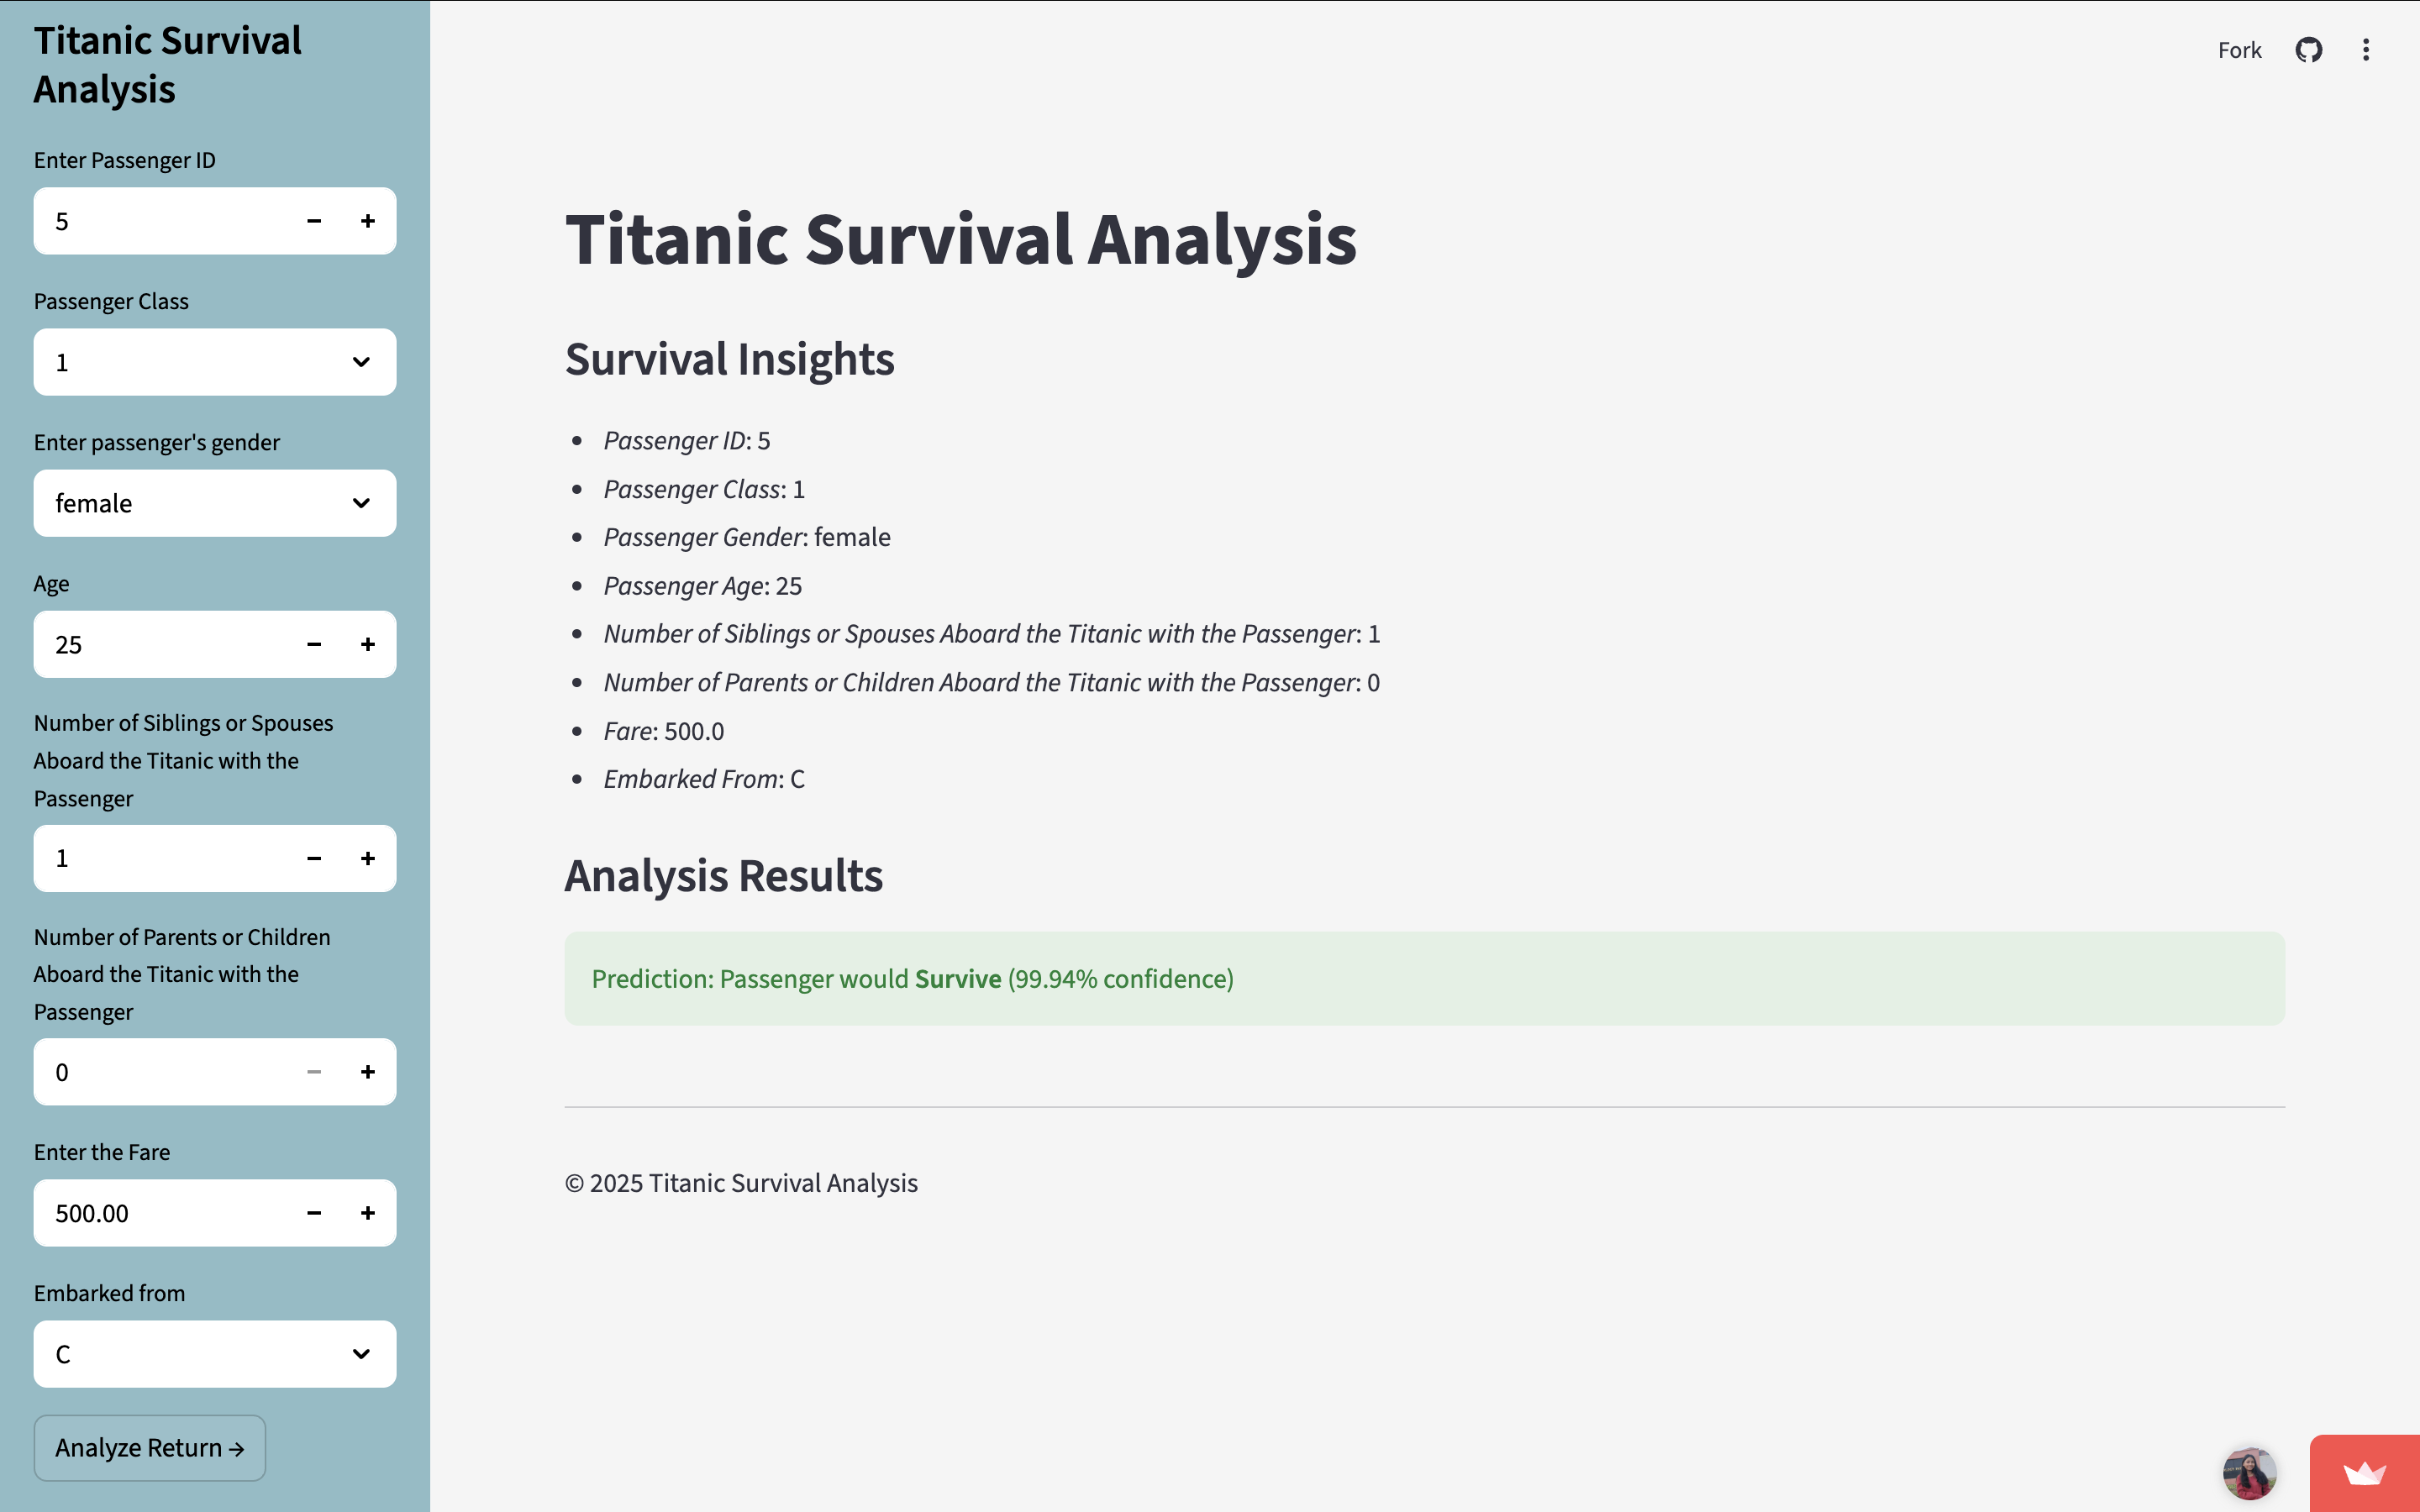 Titanic Survival
Analysis
Enter Passenger ID
5
Passenger Class
1
Enter passenger's gender
female
Age
25
Number of Siblings or Spouses
Aboard the Titanic with the
Passenger
1
Number of Parents or Children
Aboard the Titanic with the
Passenger
0
Enter the Fare
500.00
Embarked from
C
Analyze Return →
Fork
Titanic Survival Analysis
Survival Insights
• Passenger ID: 5
• Passenger Class: 1
• Passenger Gender: female
• Passenger Age: 25
• Number of Siblings or Spouses Aboard the Titanic with the Passenger: 1
• Number of Parents or Children Aboard the Titanic with the Passenger: 0
• Fare: 500.0
• Embarked From: C
Analysis Results
Prediction: Passenger would Survive (99.94% confidence)
© 2025 Titanic Survival Analysis